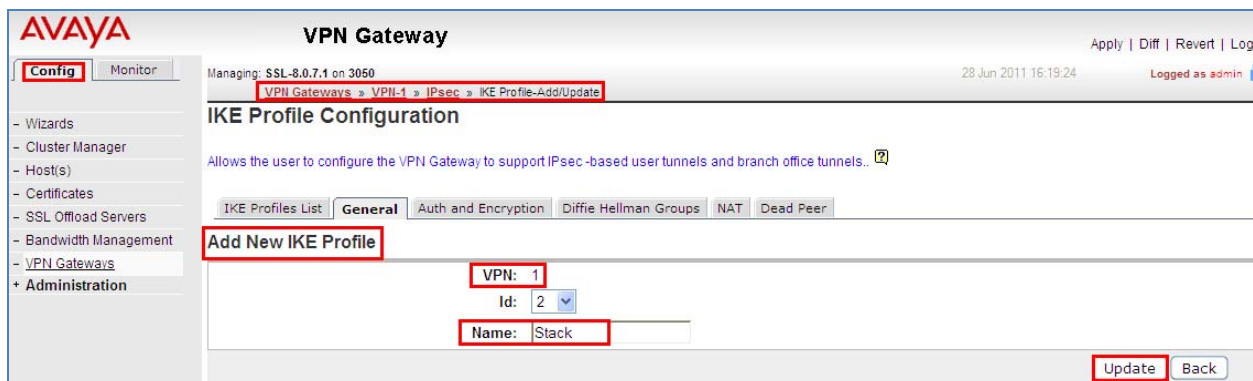 AVAYA
VPN Gateway
Apply | Diff | Revert | Log
Config
Monitor
Managing: SSL-8.0.7.1 on 3050
28 Jun 2011 16:19:24
Logged as admin
VPN Gateways » VPN-1 » IPsec » IKE Profile-Add/Update
IKE Profile Configuration
– Wizards
– Cluster Manager
– Host(s)
– Certificates
– SSL Offload Servers
– Bandwidth Management
– VPN Gateways
+ Administration
Allows the user to configure the VPN Gateway to support IPsec -based user tunnels and branch office tunnels.. ?
IKE Profiles List
General
Auth and Encryption
Diffie Hellman Groups
NAT
Dead Peer
Add New IKE Profile
VPN: 1
Id: 2
Name: Stack
Update
Back